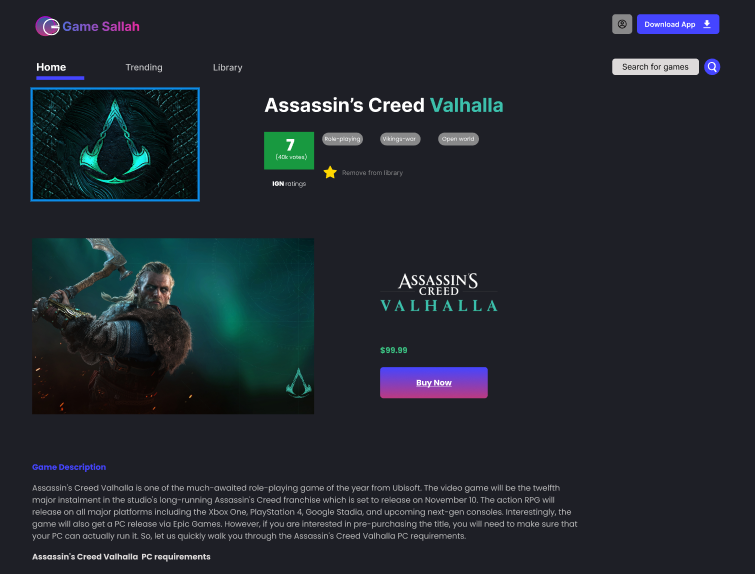 Game Sallah
Download App
Home
Trending
Library
Search for games
Assassin's Creed Valhalla
7
(40k votes)
Role-playing
Vikings-war
Open world
IGN ratings
Remove from library
ASSASSIN'S
CREED
VALHALLA
$99.99
Buy Now
Game Description
Assassin's Creed Valhalla is one of the much-awaited role-playing game of the year from Ubisoft. The video game will be the twelfth
major instalment in the studio's long-running Assassin's Creed franchise which is set to release on November 10. The action RPG will
release on all major platforms including the Xbox One, PlayStation 4, Google Stadia, and upcoming next-gen consoles. Interestingly, the
game will also get a PC release via Epic Games. However, if you are interested in pre-purchasing the title, you will need to make sure that
your PC can actually run it. So, let us quickly walk you through the Assassin's Creed Valhalla PC requirements.
Assassin's Creed Valhalla PC requirements